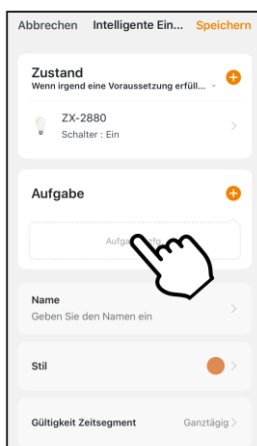 Abbrechen Intelligente Ein... Speichern
Zustand
Wenn irgend eine Voraussetzung erfüll...
ZX-2880
Schalter : Ein
Aufgabe
Name
Geben Sie den Namen ein
Stil
Gültigkeit Zeitsegment Ganztägig